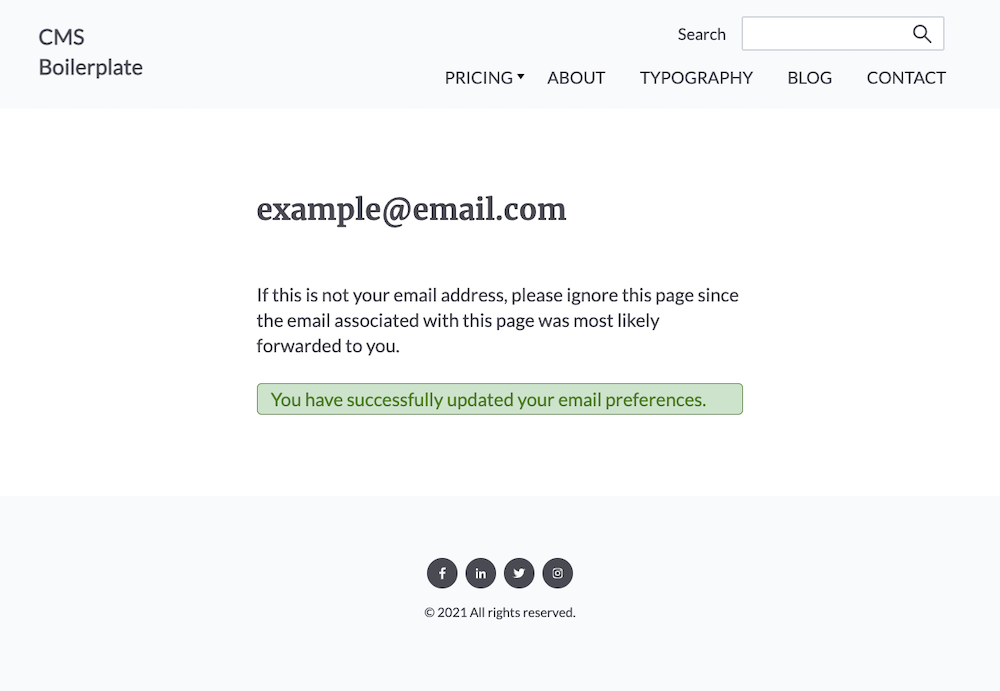 CMS
Boilerplate
Search
PRICING ABOUT TYPOGRAPHY BLOG CONTACT
example@email.com
If this is not your email address, please ignore this page since
the email associated with this page was most likely
forwarded to you.
You have successfully updated your email preferences.
© 2021 All rights reserved.